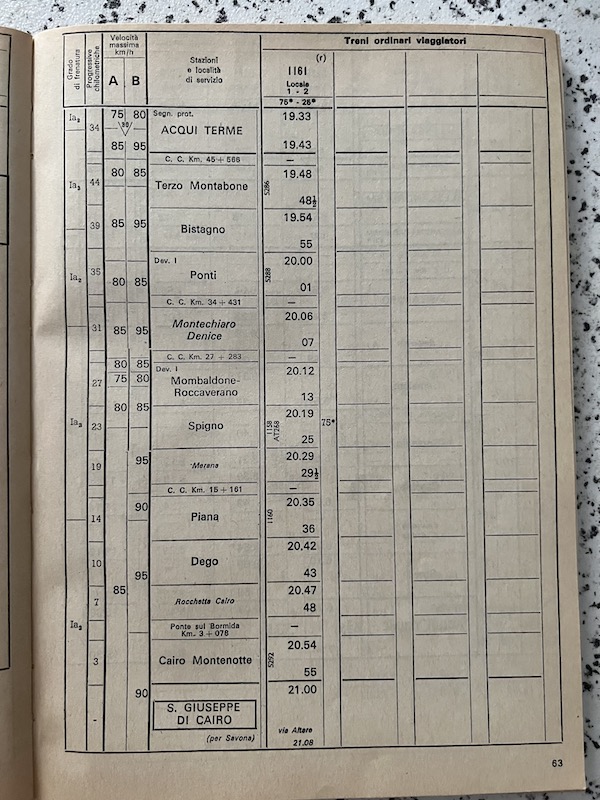 Grado di frenatura
Progressive chilometriche
Velocità
massima
km/h
A B
Stazioni
e località
di servizio
Treni ordinari viaggiatori
(r)
1161
Locale
1 - 2
75* - 25*
Ia₂ 34 75 80 Segn. prot. 19.33
30
ACQUI TERME
85 95 19.43
C. C. Km. 45 + 566 —
80 85 19.48
Ia₃ 44 Terzo Montabone 5286
48½
19.54
39 85 95 Bistagno
55
Dev. I 20.00
Ia₂ 35 80 85 Ponti 5288
01
C. C. Km. 34 + 431 —
20.06
31 85 95 Montechiaro
Denice 07
C. C. Km. 27 + 283 —
80 85 Dev. I 20.12
27 75 80 Mombaldone-
Roccaverano 13
80 85 20.19
Ia₃ 23 Spigno 1158 AT268 75*
25
95 20.29
19 Merana 29½
C. C. Km. 15 + 161 —
90 20.35
14 Piana 1160
36
20.42
10 Dego
95 43
85 20.47
7 Rocchetta Cairo 48
Ia₃ Ponte sul Bormida
Km. 3 + 078 —
20.54
3 Cairo Montenotte 5292
55
90 21.00
S. GIUSEPPE
- DI CAIRO
via Altare
(per Savona) 21.08
63